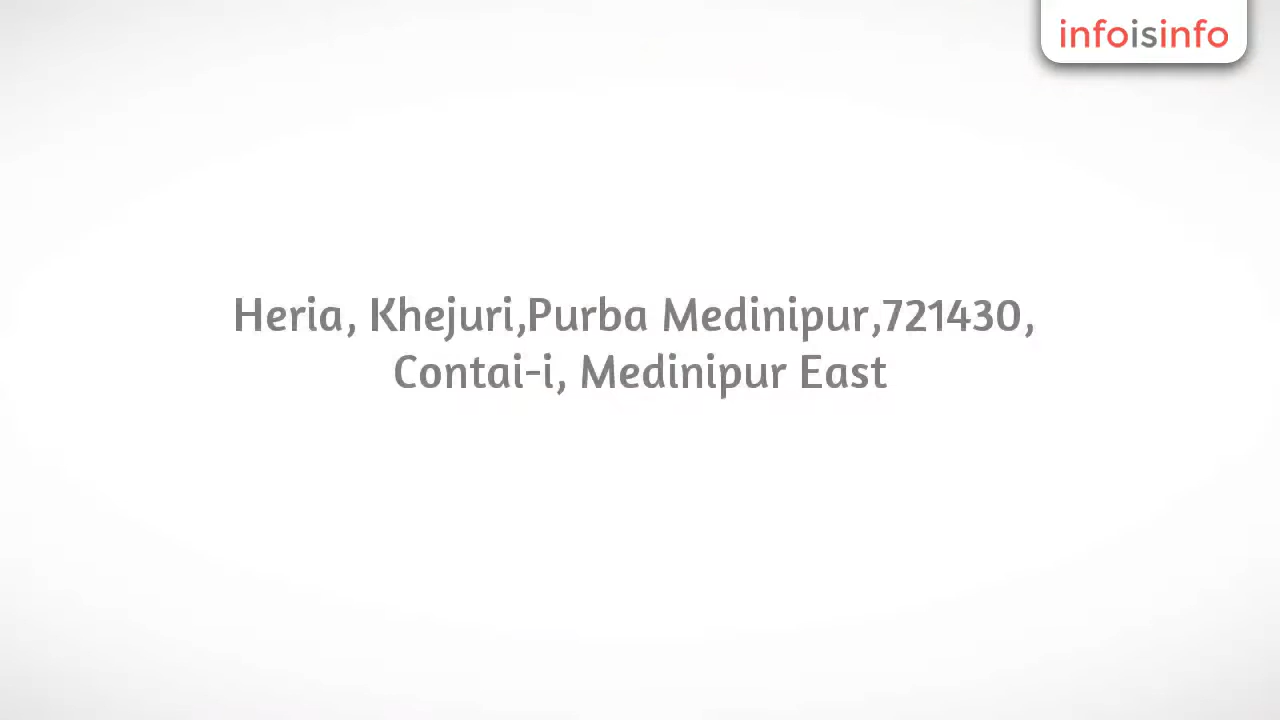 infoisinfo
Heria, Khejuri,Purba Medinipur,721430,
Contai-i, Medinipur East